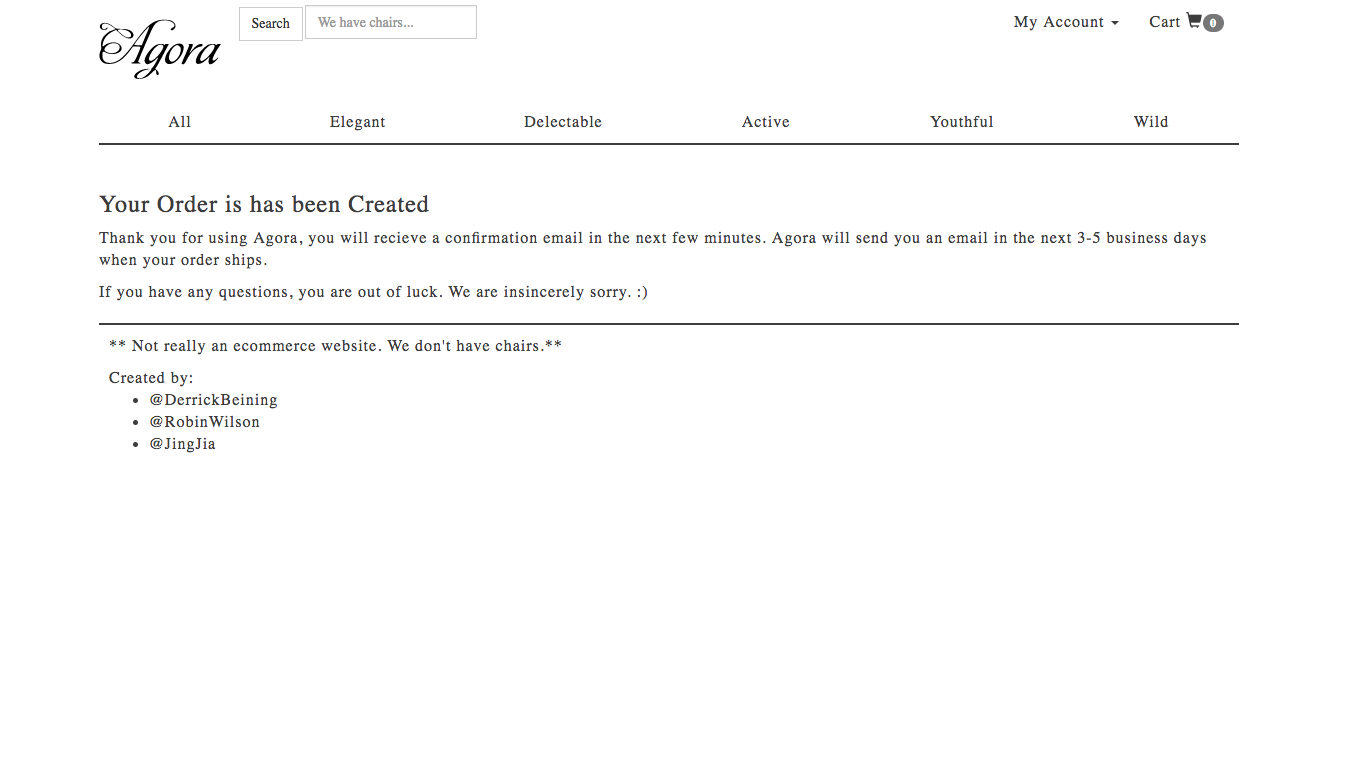 Agora
Search
We have chairs...
My Account
Cart 0
All Elegant Delectable Active Youthful Wild
Your Order is has been Created
Thank you for using Agora, you will recieve a confirmation email in the next few minutes. Agora will send you an email in the next 3-5 business days
when your order ships.
If you have any questions, you are out of luck. We are insincerely sorry. :)
** Not really an ecommerce website. We don't have chairs.**
Created by:
• @DerrickBeining
• @RobinWilson
• @JingJia